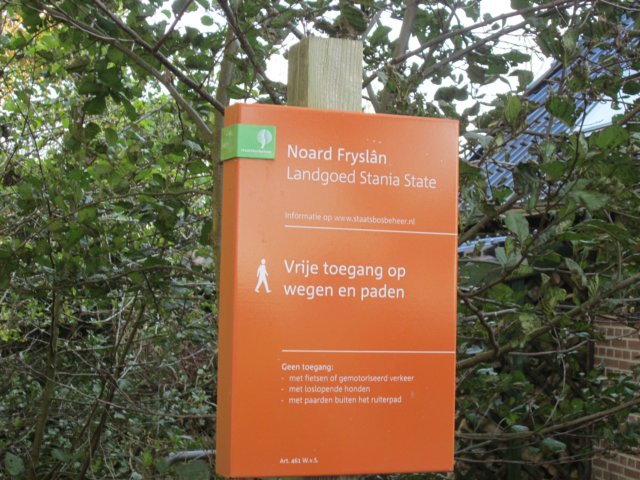 staatsbosbeheer
Noard Fryslân
Landgoed Stania State
Informatie op www.staatsbosbeheer.nl
Vrije toegang op
wegen en paden
Geen toegang:
- met fietsen of gemotoriseerd verkeer
- met loslopende honden
- met paarden buiten het ruiterpad
Art. 461 W.v.S.